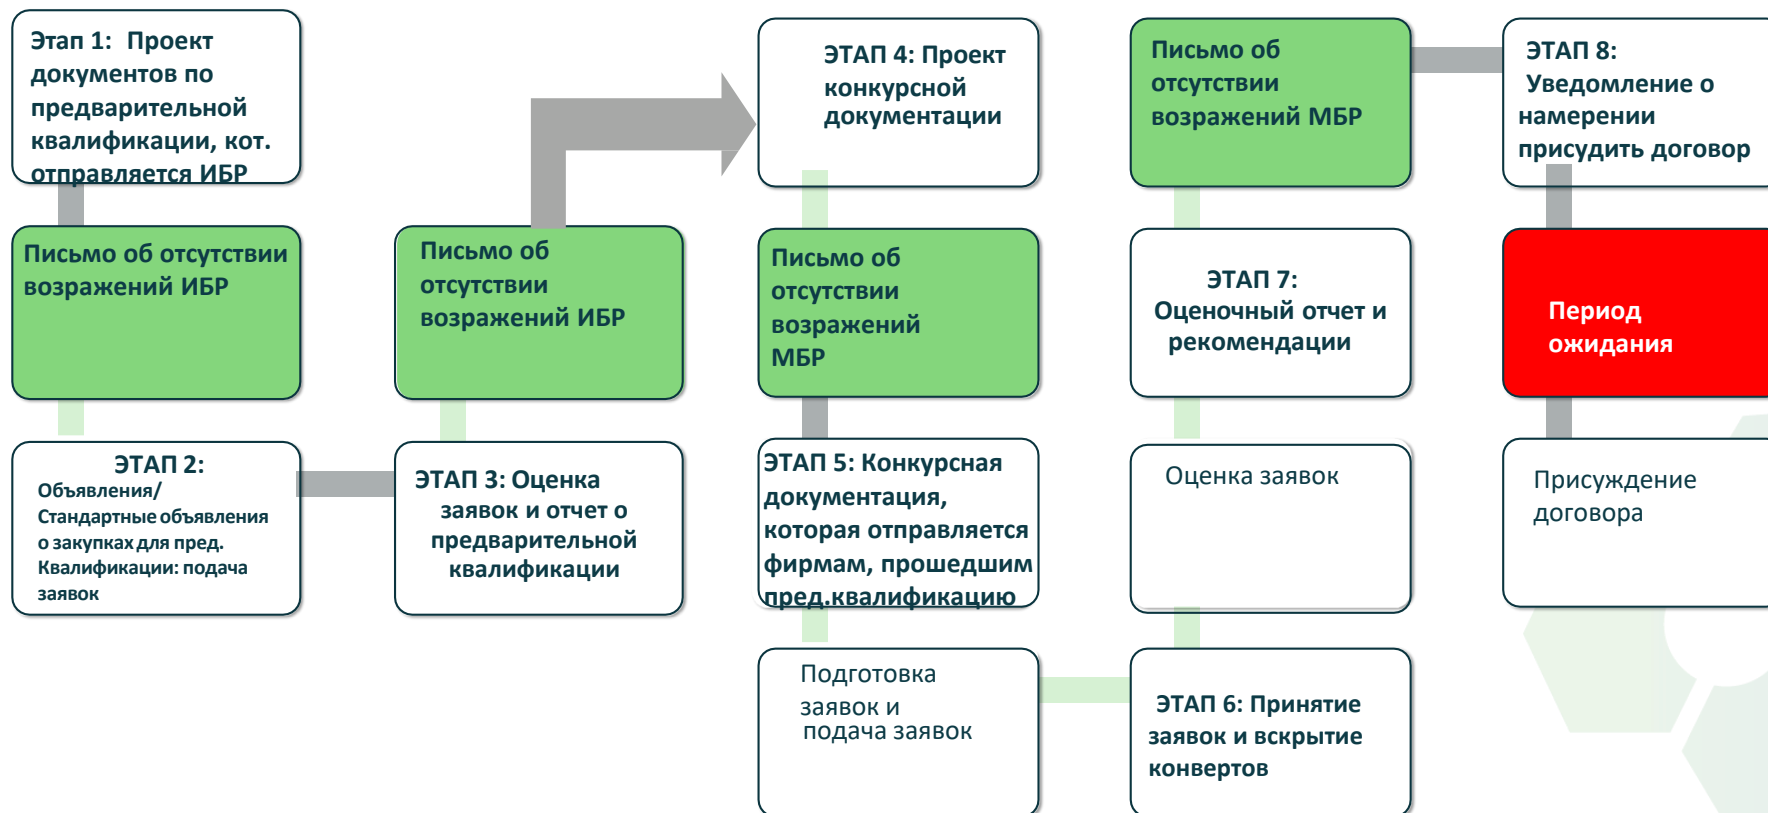 Этап 1: Проект
документов по
предварительной
квалификации, кот.
отправляется ИБР
Письмо об отсутствии
возражений ИБР
ЭТАП 2:
Объявления/
Стандартные объявления
о закупках для пред.
Квалификации: подача
заявок
Письмо об
отсутствии
возражений ИБР
ЭТАП 3: Оценка
заявок и отчет о
предварительной
квалификации
ЭТАП 4: Проект
конкурсной
документации
Письмо об
отсутствии
возражений
МБР
ЭТАП 5: Конкурсная
документация,
которая отправляется
фирмам, прошедшим
пред.квалификацию
Подготовка
заявок и
подача заявок
Письмо об
отсутствии
возражений МБР
ЭТАП 7:
Оценочный отчет и
рекомендации
Оценка заявок
ЭТАП 6: Принятие
заявок и вскрытие
конвертов
ЭТАП 8:
Уведомление о
намерении
присудить договор
Период
ожидания
Присуждение
договора